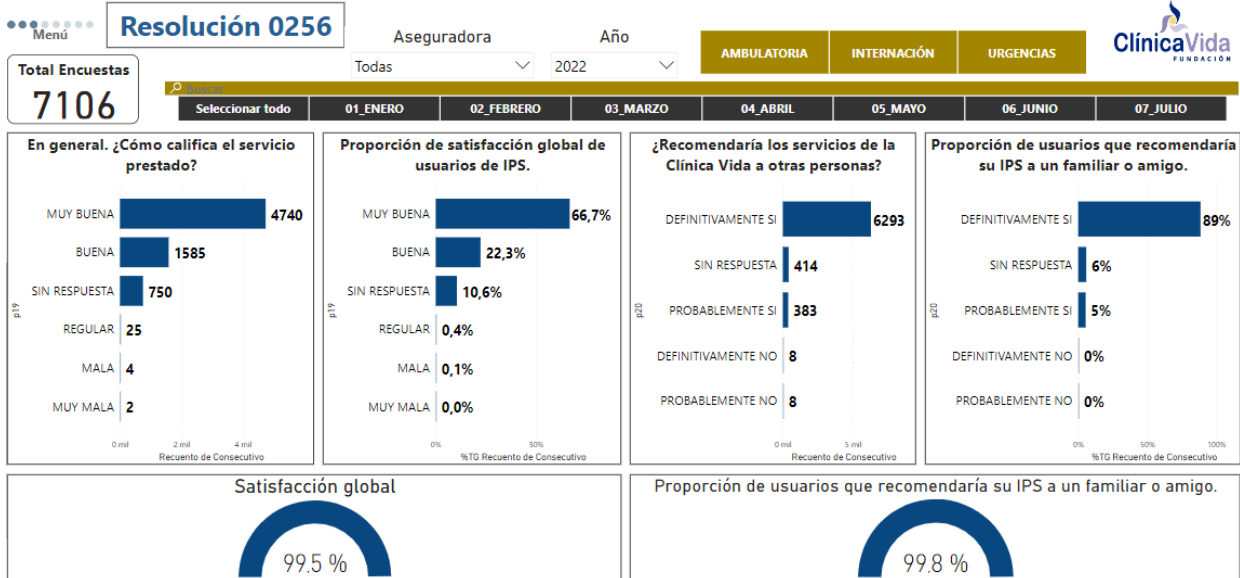 Menú
Resolución 0256
Aseguradora
Todas
Año
2022
AMBULATORIA
INTERNACIÓN
URGENCIAS
ClínicaVida
FUNDACIÓN
Total Encuestas
7106
Buscar
Seleccionar todo
01_ENERO
02_FEBRERO
03_MARZO
04_ABRIL
05_MAYO
06_JUNIO
07_JULIO
En general. ¿Cómo califica el servicio
prestado?
MUY BUENA 4740
BUENA 1585
SIN RESPUESTA 750
REGULAR 25
MALA 4
MUY MALA 2
p19
0 mil 2 mil 4 mil
Recuento de Consecutivo
Proporción de satisfacción global de
usuarios de IPS.
MUY BUENA 66,7%
BUENA 22,3%
SIN RESPUESTA 10,6%
REGULAR 0,4%
MALA 0,1%
MUY MALA 0,0%
p19
0% 50%
%TG Recuento de Consecutivo
¿Recomendaría los servicios de la
Clínica Vida a otras personas?
DEFINITIVAMENTE SI 6293
SIN RESPUESTA 414
PROBABLEMENTE SI 383
DEFINITIVAMENTE NO 8
PROBABLEMENTE NO 8
p20
0 mil 5 mil
Recuento de Consecutivo
Proporción de usuarios que recomendaría
su IPS a un familiar o amigo.
DEFINITIVAMENTE SI 89%
SIN RESPUESTA 6%
PROBABLEMENTE SI 5%
DEFINITIVAMENTE NO 0%
PROBABLEMENTE NO 0%
p20
0% 50% 100%
%TG Recuento de Consecutivo
Satisfacción global
99,5 %
Proporción de usuarios que recomendaría su IPS a un familiar o amigo.
99,8 %